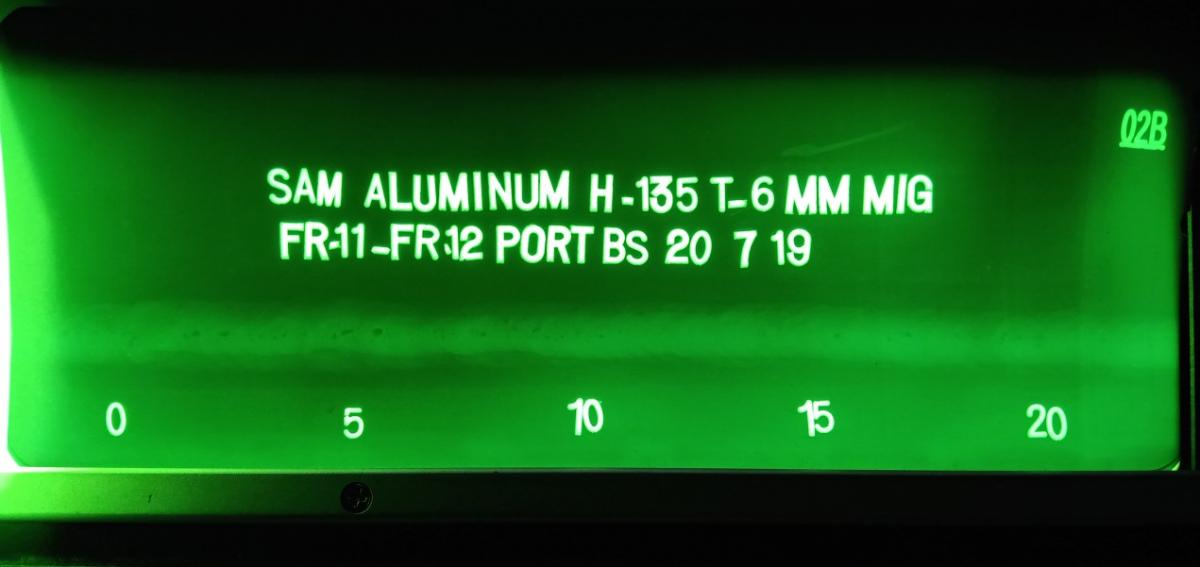 02B
SAM ALUMINUM H-135 T-6 MM MIG
FR-11-FR-12 PORT BS 20 7 19
0 5 10 15 20